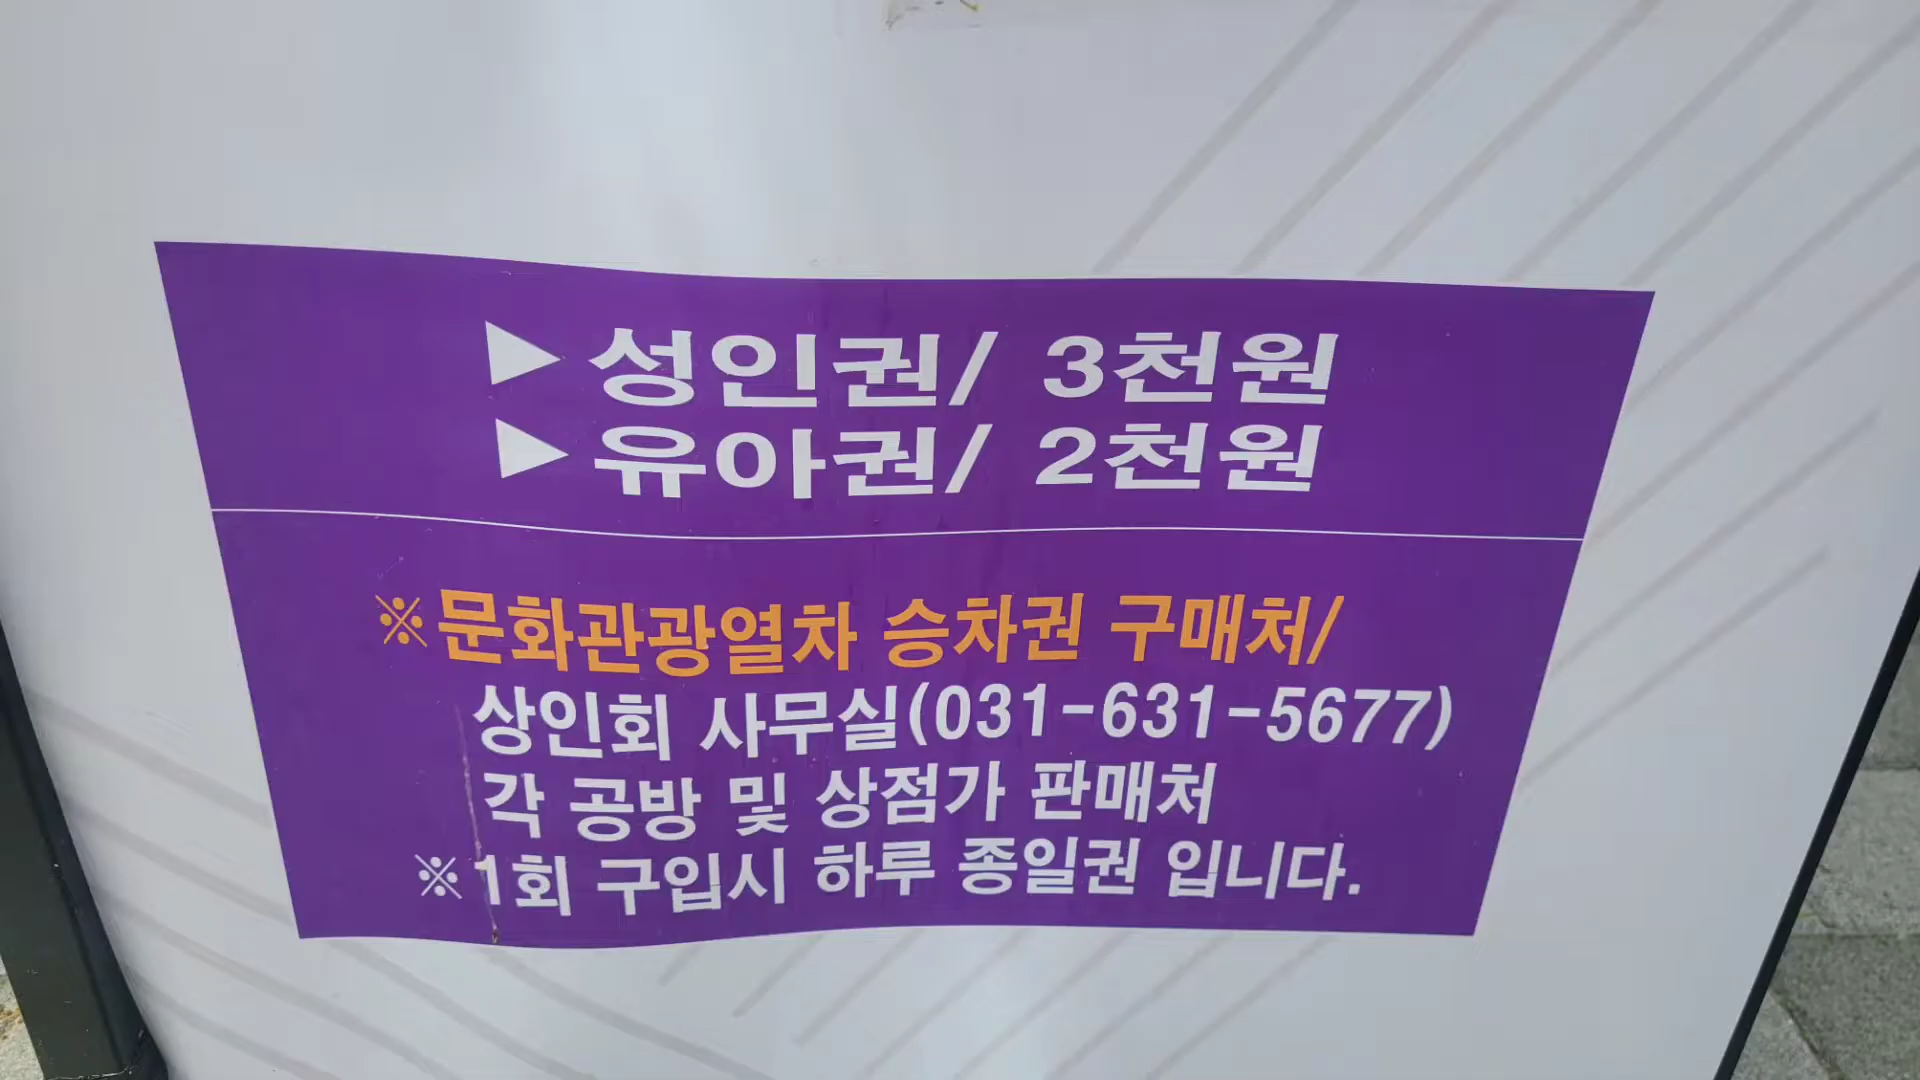 ▶성인권/ 3천원
▶유아권/ 2천원
※문화관광열차 승차권 구매처/
상인회 사무실(031-631-5677)
각 공방 및 상점가 판매처
※1회 구입시 하루 종일권 입니다.